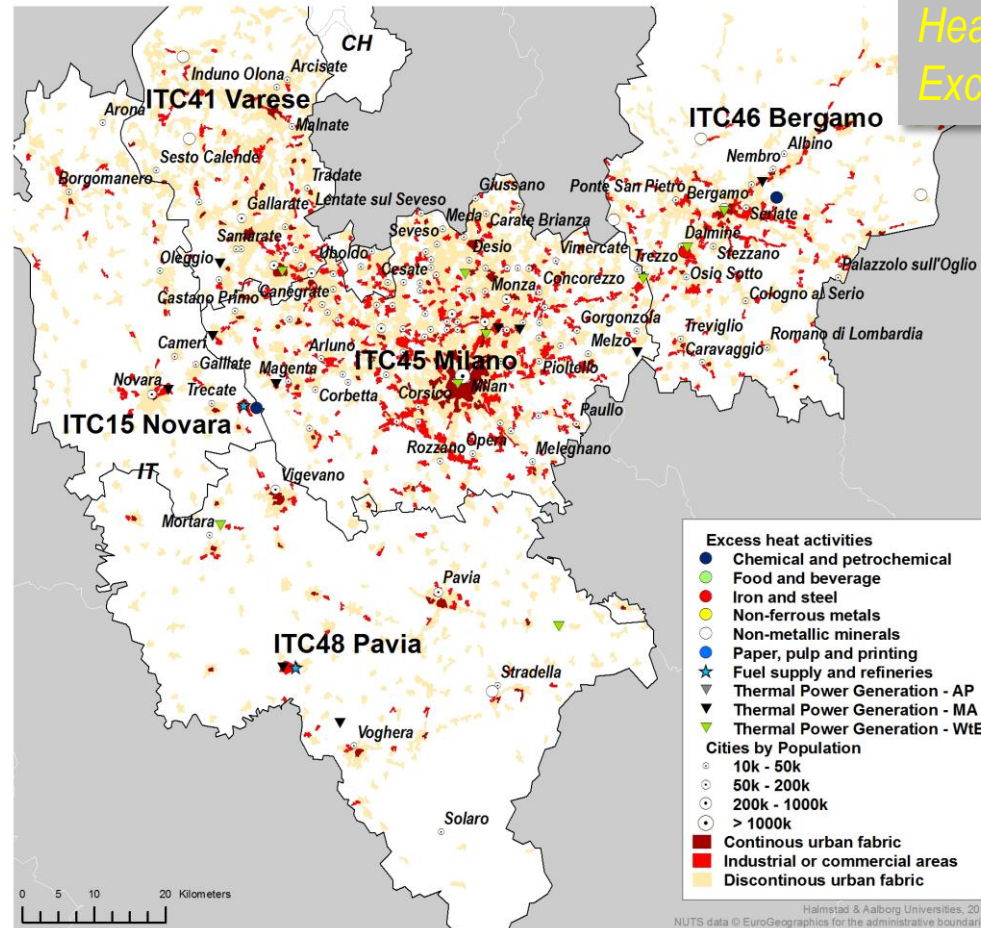 Hea
Exc
CH
Arcisate
Induno Olona
ITC41 Varese
Arona
Malnate
ITC46 Bergamo
Albino
Nembro
Sesto Calende
Tradate
Borgomanero
Giussano
Ponte San Pietro
Bergamo
Gallarate
Lentate sul Seveso
Meda
Carate Brianza
Seriate
Samarate
Seveso
Dalmine
Uboldo
Desio
Vimercate
Trezzo
Stezzano
Oleggio
Cesate
Palazzolo sull'Oglio
Osio Sotto
Concorezzo
Canegrate
Monza
Castano Primo
Cologno al Serio
Gorgonzola
Treviglio
Romano di Lombardia
Cameri
Arluno
Melzo
Galliate
ITC45 Milano
Caravaggio
Magenta
Pioltello
Novara
Trecate
Corbetta
Corsico
Milan
Paullo
ITC15 Novara
Rozzano
Opera
Melegnano
IT
Vigevano
Mortara
Pavia
ITC48 Pavia
Stradella
Voghera
Solaro
Excess heat activities
Chemical and petrochemical
Food and beverage
Iron and steel
Non-ferrous metals
Non-metallic minerals
Paper, pulp and printing
Fuel supply and refineries
Thermal Power Generation - AP
Thermal Power Generation - MA
Thermal Power Generation - WtE
Cities by Population
10k - 50k
50k - 200k
200k - 1000k
> 1000k
Continous urban fabric
Industrial or commercial areas
Discontinous urban fabric
0 5 10 20 Kilometers
Halmstad & Aalborg Universities, 20
NUTS data © EuroGeographics for the administrative boundari